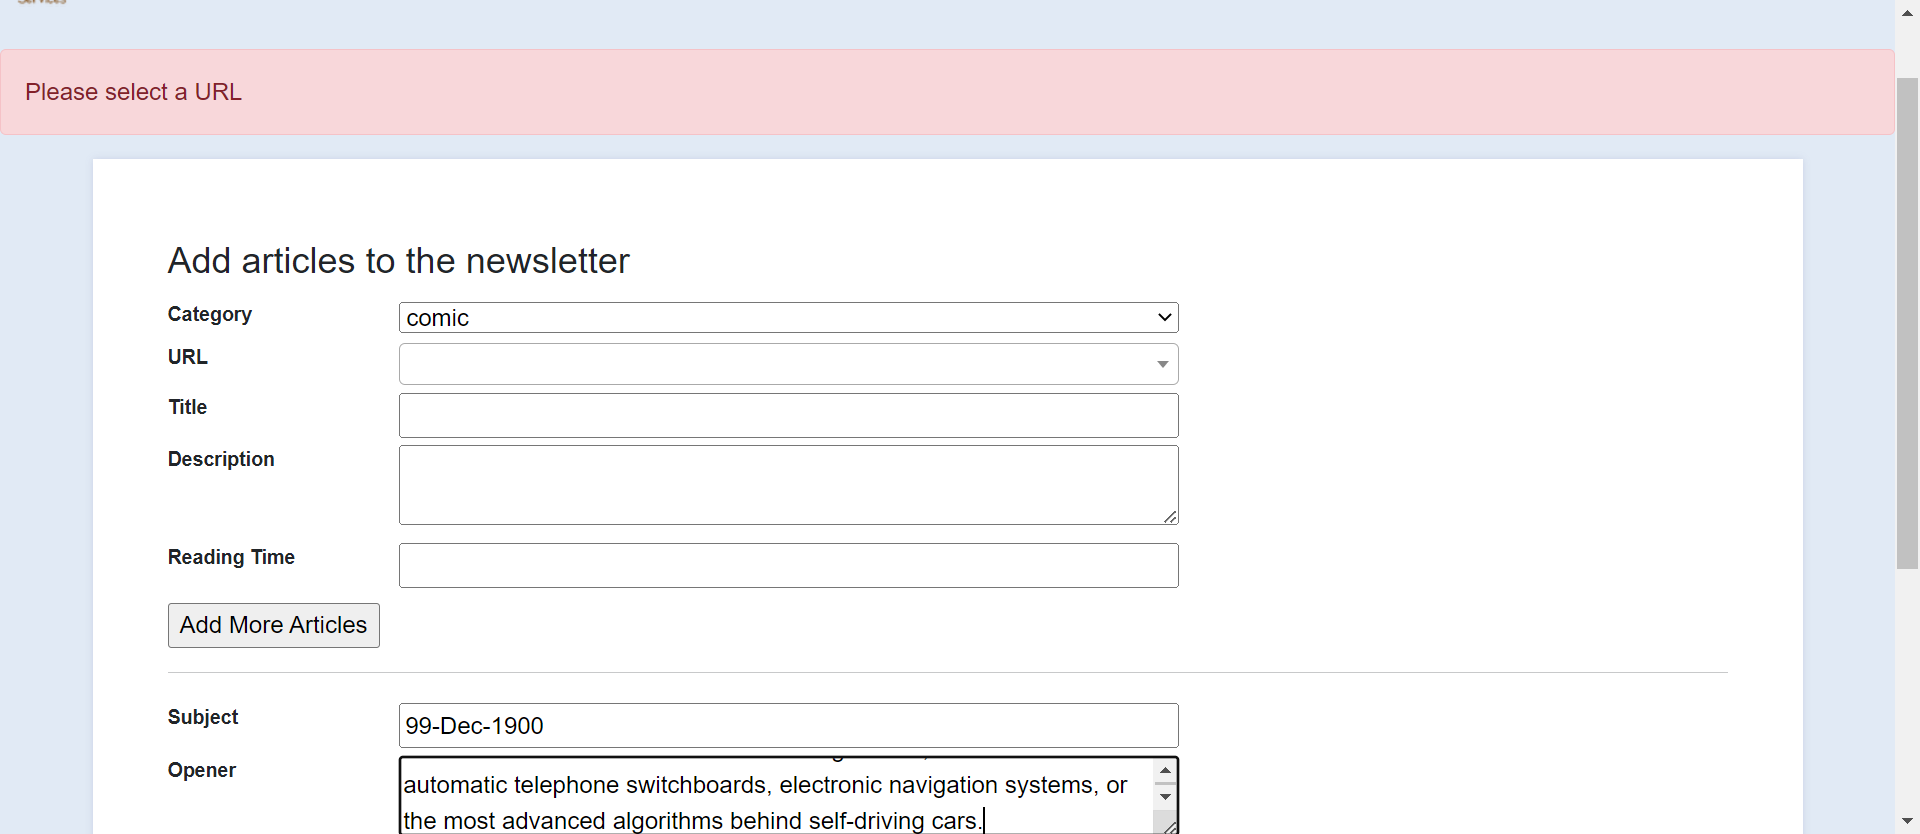 Please select a URL
Add articles to the newsletter
Category
comic
URL
Title
Description
Reading Time
Add More Articles
Subject
99-Dec-1900
Opener
automatic telephone switchboards, electronic navigation systems, or
the most advanced algorithms behind self-driving cars.